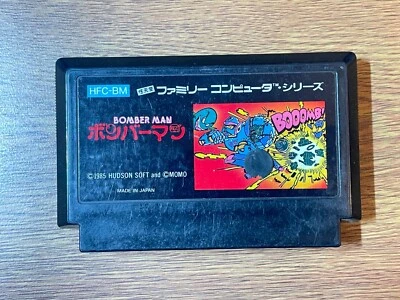 HFC-BM
ファミリー コンピュータ・シリーズ
BOMBER MAN
ボンバーマン
BOOOMB!
©1985 HUDSON SOFT and ©MOMO
MADE IN JAPAN